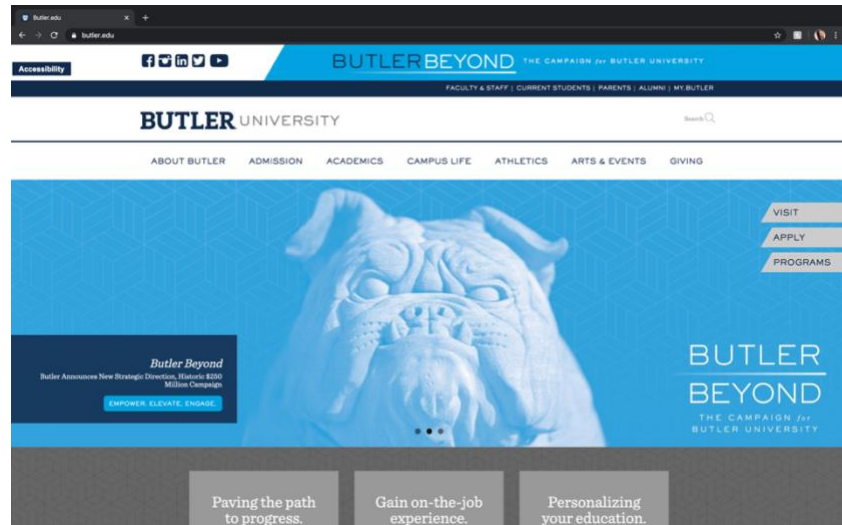 Butler.edu
butler.edu
Accessibility
BUTLER BEYOND THE CAMPAIGN for BUTLER UNIVERSITY
FACULTY & STAFF | CURRENT STUDENTS | PARENTS | ALUMNI | MY.BUTLER
BUTLER UNIVERSITY
Search
ABOUT BUTLER ADMISSION ACADEMICS CAMPUS LIFE ATHLETICS ARTS & EVENTS GIVING
VISIT
APPLY
PROGRAMS
Butler Beyond
Butler Announces New Strategic Direction, Historic $250
Million Campaign
EMPOWER. ELEVATE. ENGAGE.
BUTLER
BEYOND
THE CAMPAIGN for
BUTLER UNIVERSITY
Paving the path
to progress.
Gain on-the-job
experience.
Personalizing
your education.